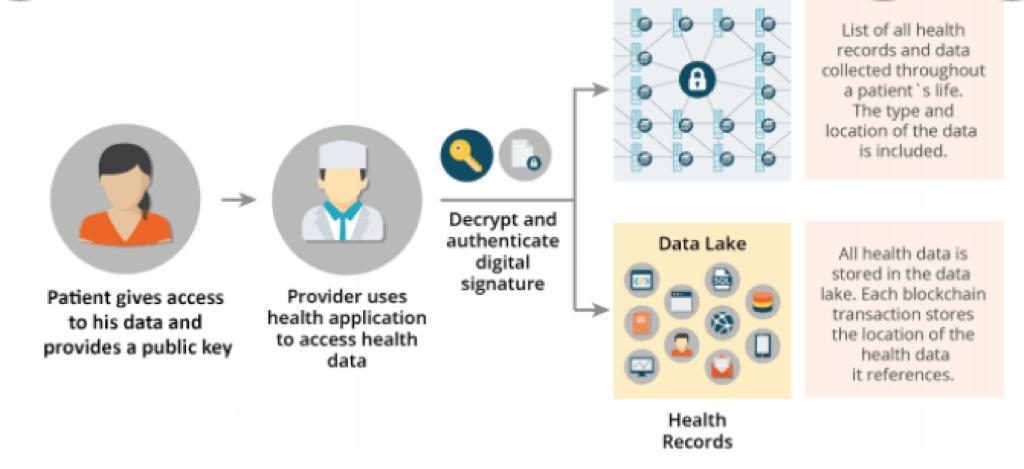 Patient gives access
to his data and
provides a public key
Provider uses
health application
to access health
data
Decrypt and
authenticate
digital
signature
List of all health
records and data
collected throughout
a patient`s life.
The type and
location of the data
is included.
Data Lake
SQL
All health data is
stored in the data
lake. Each blockchain
transaction stores
the location of the
health data
it references.
Health
Records